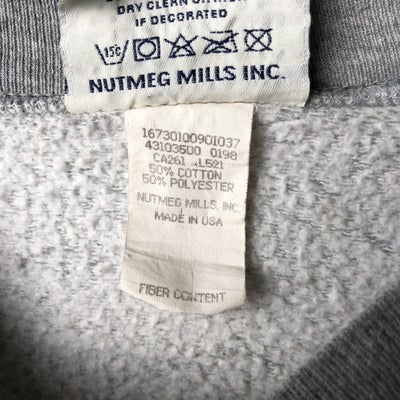 DRY CLEAN
IF DECORATED
15C
NUTMEG MILLS INC.
16730100901037
43103500 0198
CA261 L521
50% COTTON
50% POLYESTER
NUTMEG MILLS, INC.
MADE IN USA
FIBER CONTENT